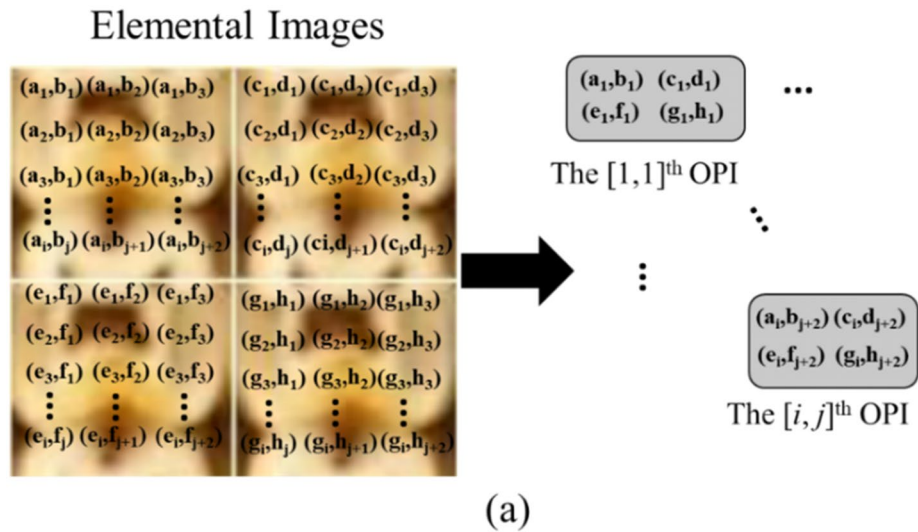 Elemental Images
(a₁,b₁) (a₁,b₂) (a₁,b₃)
(a₂,b₁) (a₂,b₂) (a₂,b₃)
(a₃,b₁) (a₃,b₂) (a₃,b₃)
⋮ ⋮ ⋮
(aᵢ,bⱼ) (aᵢ,bⱼ₊₁) (aᵢ,bⱼ₊₂)
(c₁,d₁) (c₁,d₂) (c₁,d₃)
(c₂,d₁) (c₂,d₂) (c₂,d₃)
(c₃,d₁) (c₃,d₂) (c₃,d₃)
⋮ ⋮ ⋮
(cᵢ,dⱼ) (ci,dⱼ₊₁) (cᵢ,dⱼ₊₂)
(e₁,f₁) (e₁,f₂) (e₁,f₃)
(e₂,f₁) (e₂,f₂) (e₂,f₃)
(e₃,f₁) (e₃,f₂) (e₃,f₃)
⋮ ⋮ ⋮
(eᵢ,fⱼ) (eᵢ,fⱼ₊₁) (eᵢ,fⱼ₊₂)
(g₁,h₁) (g₁,h₂) (g₁,h₃)
(g₂,h₁) (g₂,h₂) (g₂,h₃)
(g₃,h₁) (g₃,h₂) (g₃,h₃)
⋮ ⋮ ⋮
(gᵢ,hⱼ) (gᵢ,hⱼ₊₁) (gᵢ,hⱼ₊₂)
(a₁,b₁) (c₁,d₁) ⋯
(e₁,f₁) (g₁,h₁)
The [1,1]ᵗʰ OPI
⋱
⋮
(aᵢ,bⱼ₊₂) (cᵢ,dⱼ₊₂)
(eᵢ,fⱼ₊₂) (gᵢ,hⱼ₊₂)
The [i,j]ᵗʰ OPI
(a)